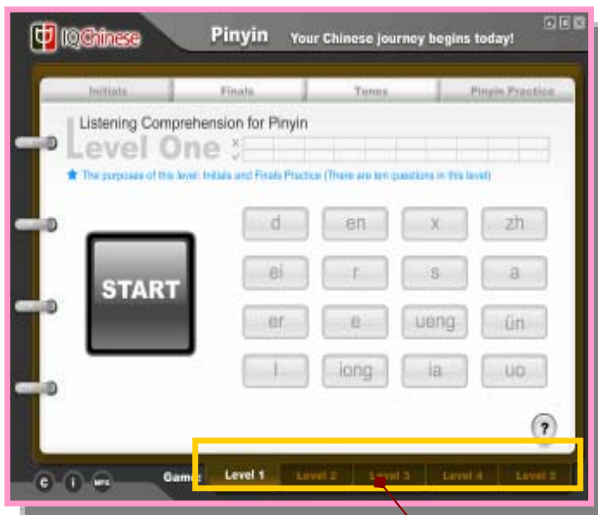 IQChinese Pinyin Your Chinese journey begins today!
Initials Finals Tones Pinyin Practice
Listening Comprehension for Pinyin
Level One
The purposes of this level: Initials and Finals Practice (There are ten questions in this level)
START
d en x zh
ei r s a
er e ueng ün
l iong ia uo
?
C i MPS
Game: Level 1 Level 2 Level 3 Level 4 Level 5